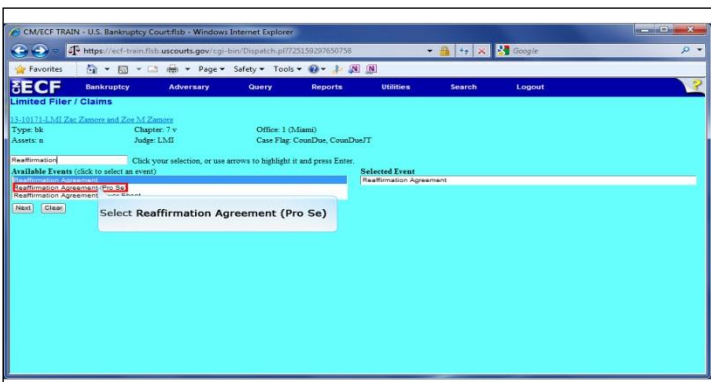 CM/ECF TRAIN - U.S. Bankruptcy Court:flsb - Windows Internet Explorer
https://ecf-train.flsb.uscourts.gov/cgi-bin/Dispatch.pl?725159297650758
Google
Favorites Page Safety Tools
ECF Bankruptcy Adversary Query Reports Utilities Search Logout ?
Limited Filer / Claims
13-10171-LMI Zac Zamore and Zoe M Zamore
Type: bk Chapter: 7 v Office: 1 (Miami)
Assets: n Judge: LMI Case Flag: CounDue, CounDueJT
Reaffirmation Click your selection, or use arrows to highlight it and press Enter.
Available Events (click to select an event) Selected Event
Reaffirmation Agreement Reaffirmation Agreement
Reaffirmation Agreement (Pro Se)
Reaffirmation Agreement Sheet
Next Clear
Select Reaffirmation Agreement (Pro Se)